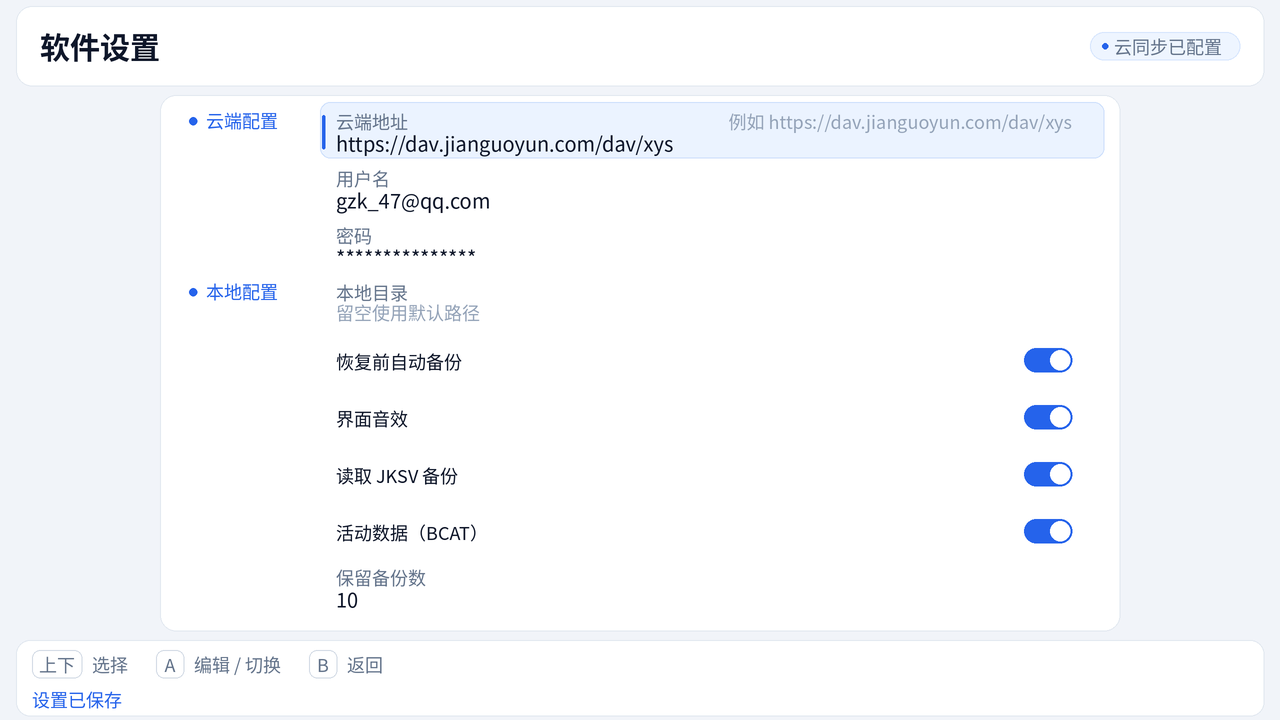 软件设置
云同步已配置
云端配置
云端地址
例如 https://dav.jianguoyun.com/dav/xys
https://dav.jianguoyun.com/dav/xys
用户名
gzk_47@qq.com
密码
***************
本地配置
本地目录
留空使用默认路径
恢复前自动备份
界面音效
读取 JKSV 备份
活动数据（BCAT）
保留备份数
10
上下 选择 A 编辑 / 切换 B 返回
设置已保存